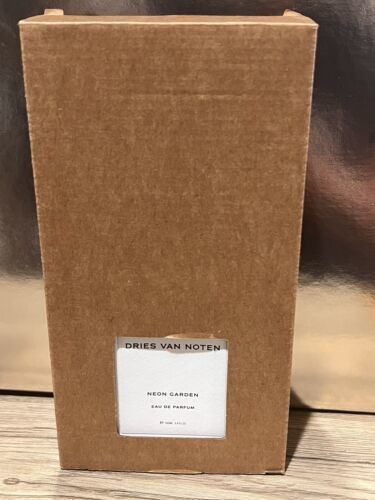 DRIES VAN NOTEN
NEON GARDEN
EAU DE PARFUM